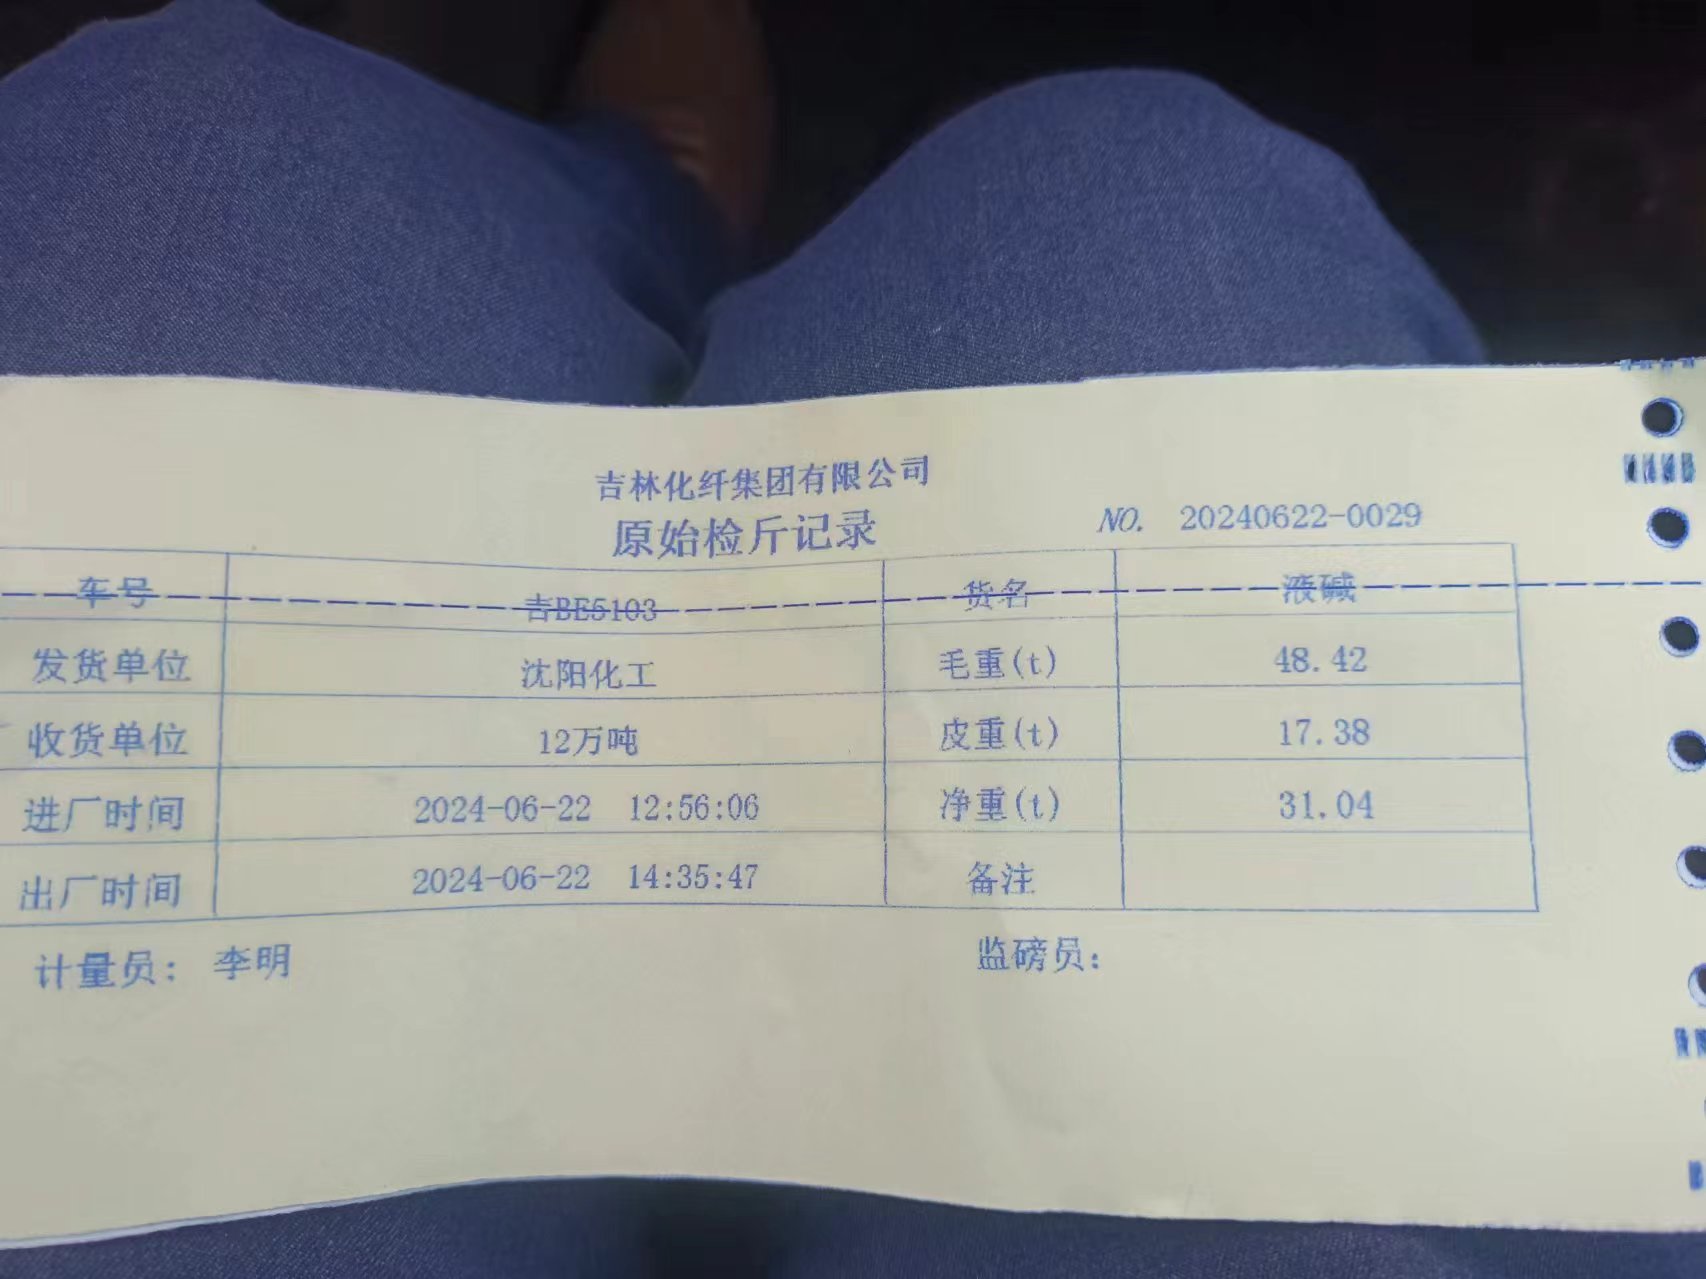 吉林化纤集团有限公司
原始检斤记录
NO. 20240622-0029
车号 吉BE5103 货名 液碱
发货单位 沈阳化工 毛重(t) 48.42
收货单位 12万吨 皮重(t) 17.38
进厂时间 2024-06-22 12:56:06 净重(t) 31.04
出厂时间 2024-06-22 14:35:47 备注
计量员: 李明 监磅员: